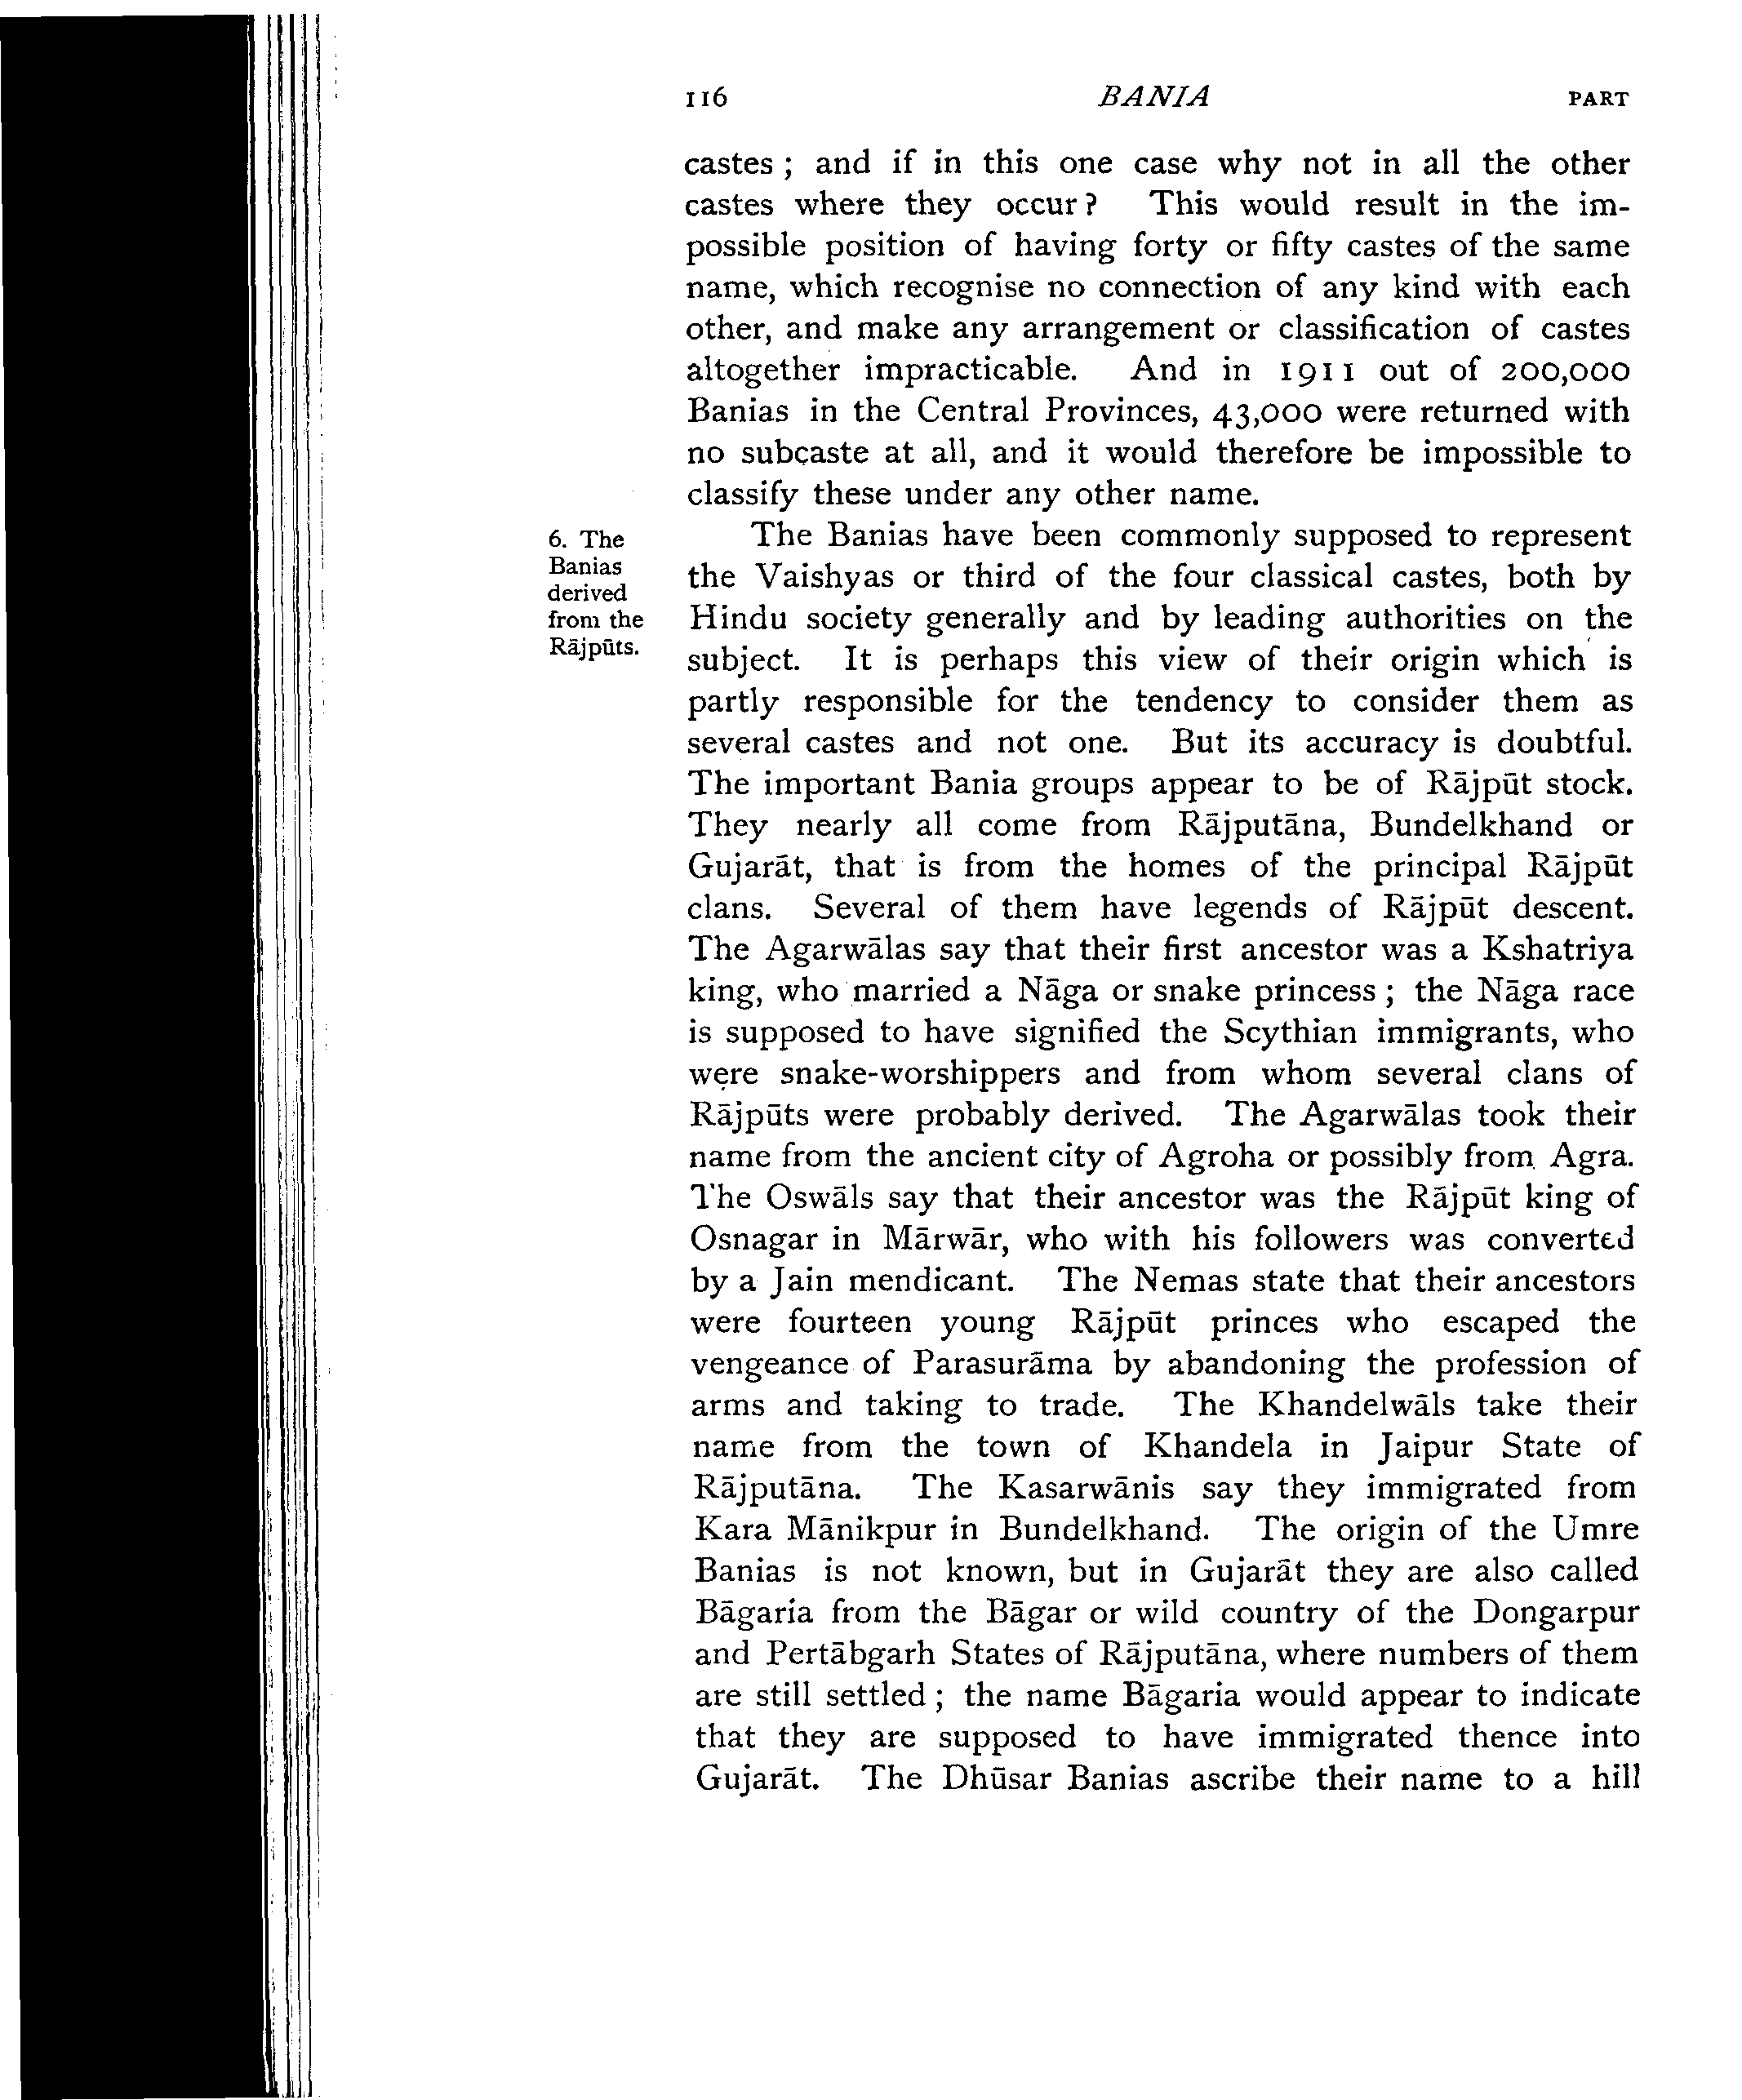 116 BANIA PART
castes ; and if in this one case why not in all the other
castes where they occur? This would result in the im-
possible position of having forty or fifty castes of the same
name, which recognise no connection of any kind with each
other, and make any arrangement or classification of castes
altogether impracticable. And in 1911 out of 200,000
Banias in the Central Provinces, 43,000 were returned with
no subcaste at all, and it would therefore be impossible to
classify these under any other name.
6. The
Banias
derived
from the
Rājpūts.
The Banias have been commonly supposed to represent
the Vaishyas or third of the four classical castes, both by
Hindu society generally and by leading authorities on the
subject. It is perhaps this view of their origin which is
partly responsible for the tendency to consider them as
several castes and not one. But its accuracy is doubtful.
The important Bania groups appear to be of Rājpūt stock.
They nearly all come from Rājputāna, Bundelkhand or
Gujarāt, that is from the homes of the principal Rājpūt
clans. Several of them have legends of Rājpūt descent.
The Agarwālas say that their first ancestor was a Kshatriya
king, who married a Nāga or snake princess ; the Nāga race
is supposed to have signified the Scythian immigrants, who
were snake-worshippers and from whom several clans of
Rājpūts were probably derived. The Agarwālas took their
name from the ancient city of Agroha or possibly from Agra.
The Oswāls say that their ancestor was the Rājpūt king of
Osnagar in Mārwār, who with his followers was converted
by a Jain mendicant. The Nemas state that their ancestors
were fourteen young Rājpūt princes who escaped the
vengeance of Parasurāma by abandoning the profession of
arms and taking to trade. The Khandelwāls take their
name from the town of Khandela in Jaipur State of
Rājputāna. The Kasarwānis say they immigrated from
Kara Mānikpur in Bundelkhand. The origin of the Umre
Banias is not known, but in Gujarāt they are also called
Bāgaria from the Bāgar or wild country of the Dongarpur
and Pertābgarh States of Rājputāna, where numbers of them
are still settled ; the name Bāgaria would appear to indicate
that they are supposed to have immigrated thence into
Gujarāt. The Dhūsar Banias ascribe their name to a hill